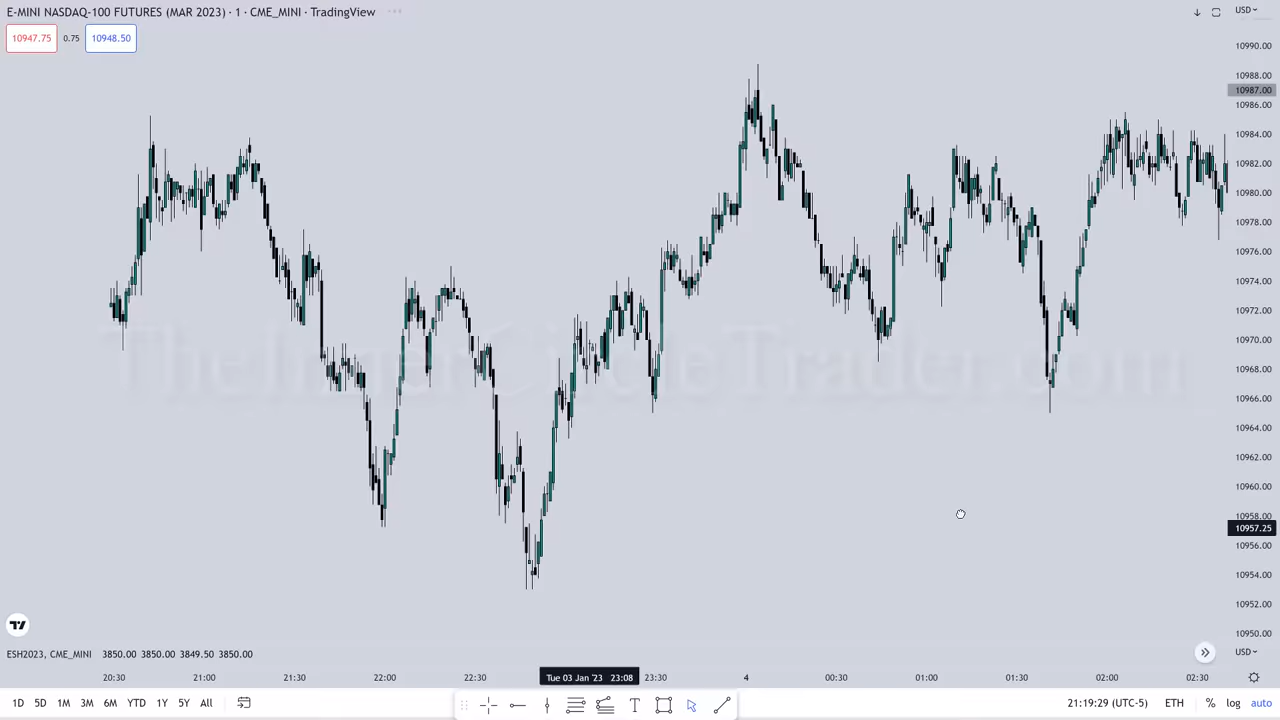 E-MINI NASDAQ-100 FUTURES (MAR 2023) · 1 · CME_MINI · TradingView
USD
10947.75 0.75 10948.50
10990.00
10988.00
10987.00
10986.00
10984.00
10982.00
10980.00
10978.00
10976.00
10974.00
10972.00
10970.00
10968.00
10966.00
10964.00
10962.00
10960.00
10958.00
10957.25
10956.00
10954.00
10952.00
10950.00
TheInnerCircleTrader.com
ESH2023, CME_MINI 3850.00 3850.00 3849.50 3850.00
USD
20:30 21:00 21:30 22:00 22:30 Tue 03 Jan '23 23:08 23:30 4 00:30 01:00 01:30 02:00 02:30
1D 5D 1M 3M 6M YTD 1Y 5Y All T 21:19:29 (UTC-5) ETH % log auto